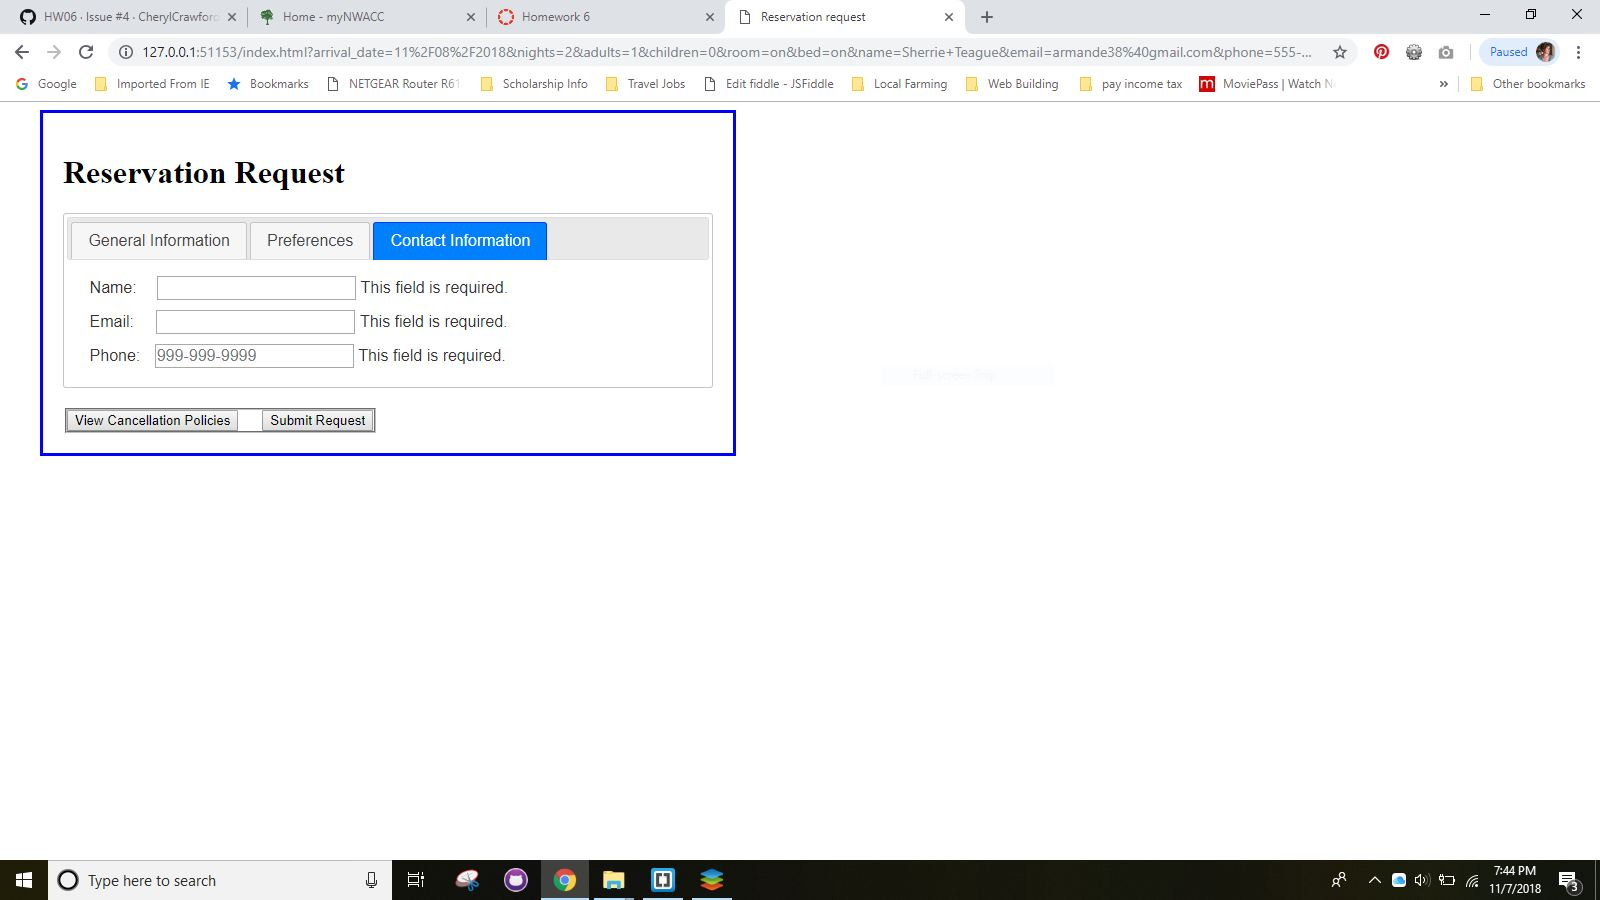 HW06 · Issue #4 · CherylCrawford
Home - myNWACC
Homework 6
Reservation request
127.0.0.1:51153/index.html?arrival_date=11%2F08%2F2018&nights=2&adults=1&children=0&room=on&bed=on&name=Sherrie+Teague&email=armande38%40gmail.com&phone=555-...
Paused
Google
Imported From IE
Bookmarks
NETGEAR Router R61
Scholarship Info
Travel Jobs
Edit fiddle - JSFiddle
Local Farming
Web Building
pay income tax
m
MoviePass | Watch N
»
Other bookmarks
Reservation Request
General Information
Preferences
Contact Information
Name: This field is required.
Email: This field is required.
Phone: 999-999-9999 This field is required.
View Cancellation Policies
Submit Request
Full-screen Snip
Type here to search
7:44 PM
11/7/2018
3